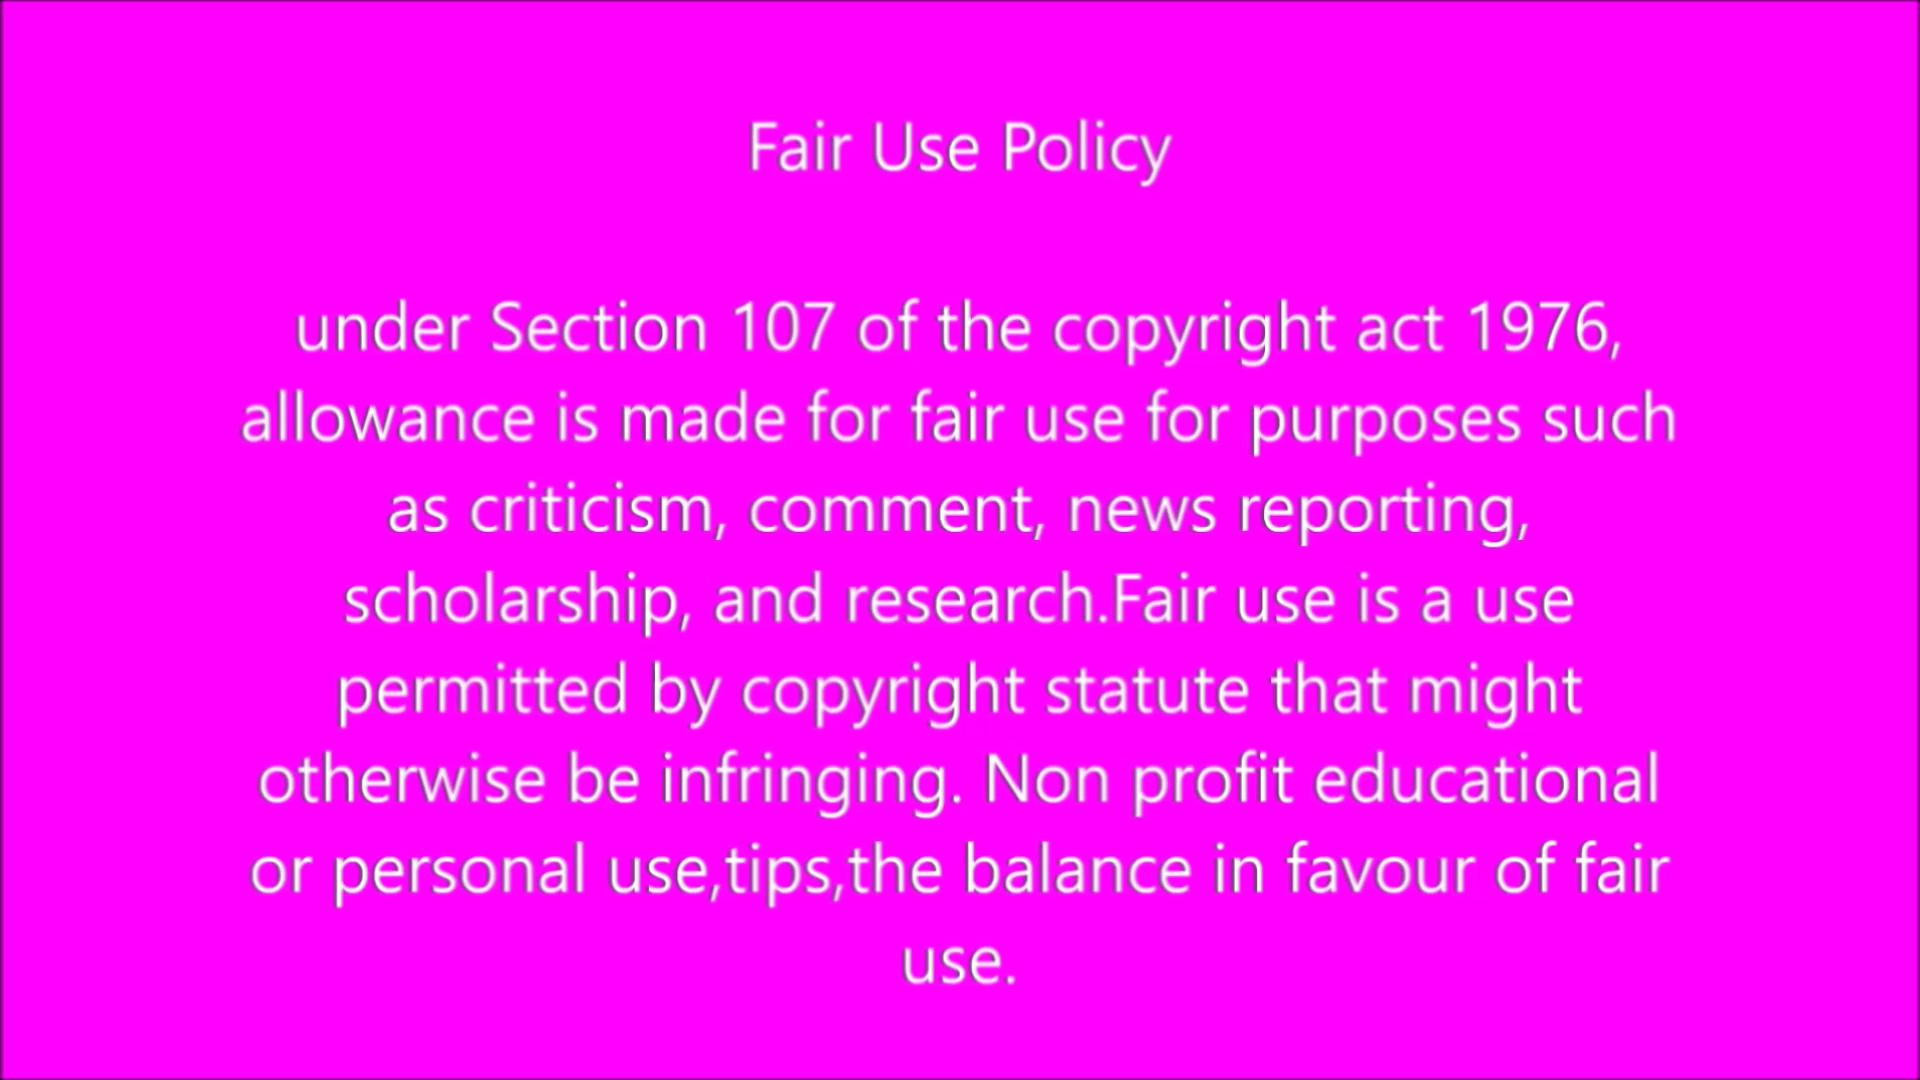 Fair Use Policy
under Section 107 of the copyright act 1976,
allowance is made for fair use for purposes such
as criticism, comment, news reporting,
scholarship, and research.Fair use is a use
permitted by copyright statute that might
otherwise be infringing. Non profit educational
or personal use,tips,the balance in favour of fair
use.